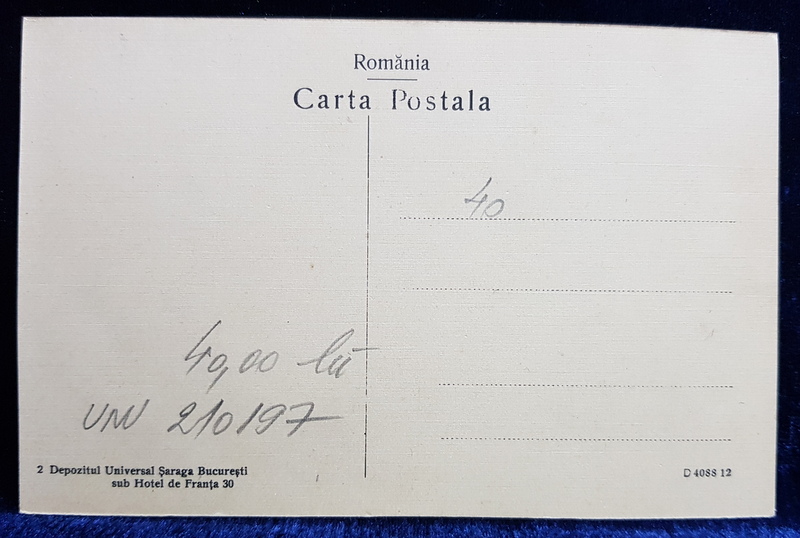 România
Carta Postala
40
40,00 lei
UNU 210197
2 Depozitul Universal Şaraga Bucureşti
sub Hotel de Franţa 30
D 4088 12